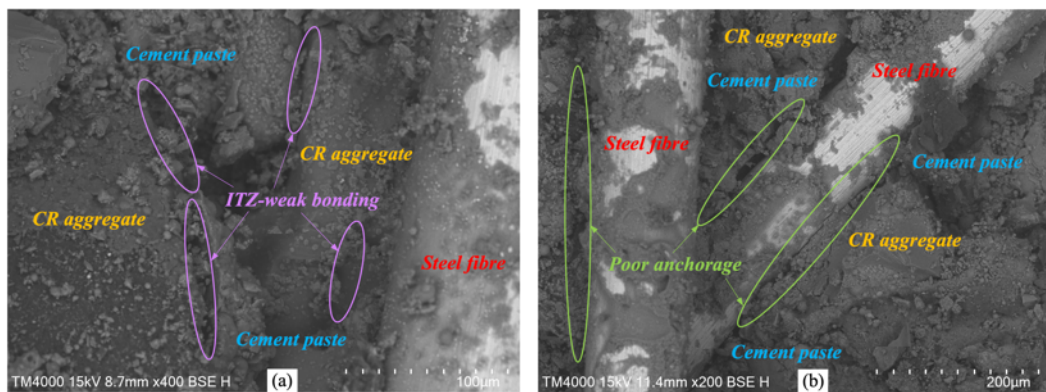 Cement paste
CR aggregate
ITZ-weak bonding
CR aggregate
Steel fibre
Cement paste
TM4000 15kV 8.7mm x400 BSE H
(a)
100μm
CR aggregate
Steel fibre
Cement paste
Steel fibre
Cement paste
CR aggregate
Poor anchorage
Cement paste
TM4000 15kV 11.4mm x200 BSE H
(b)
200μm